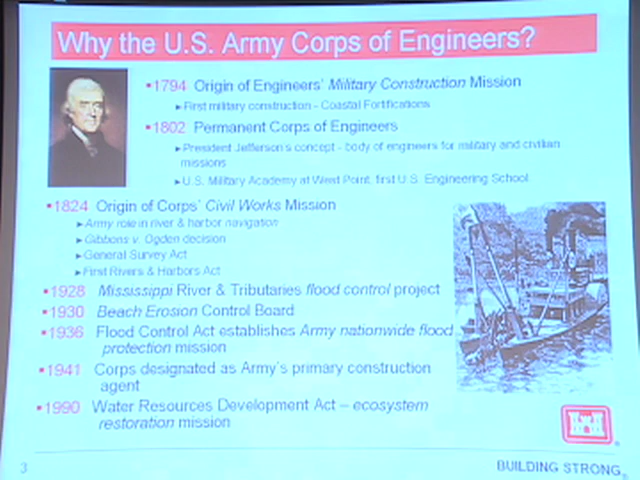 Why the U.S. Army Corps of Engineers?
▪1794 Origin of Engineers' Military Construction Mission
►First military construction - Coastal Fortifications
▪1802 Permanent Corps of Engineers
►President Jefferson's concept - body of engineers for military and civilian
missions
►U.S. Military Academy at West Point, first U.S. Engineering School
▪1824 Origin of Corps' Civil Works Mission
►Army role in river & harbor navigation
►Gibbons v. Ogden decision
►General Survey Act
►First Rivers & Harbors Act
▪1928 Mississippi River & Tributaries flood control project
▪1930 Beach Erosion Control Board
▪1936 Flood Control Act establishes Army nationwide flood
protection mission
▪1941 Corps designated as Army's primary construction
agent
▪1990 Water Resources Development Act – ecosystem
restoration mission
3
BUILDING STRONG®